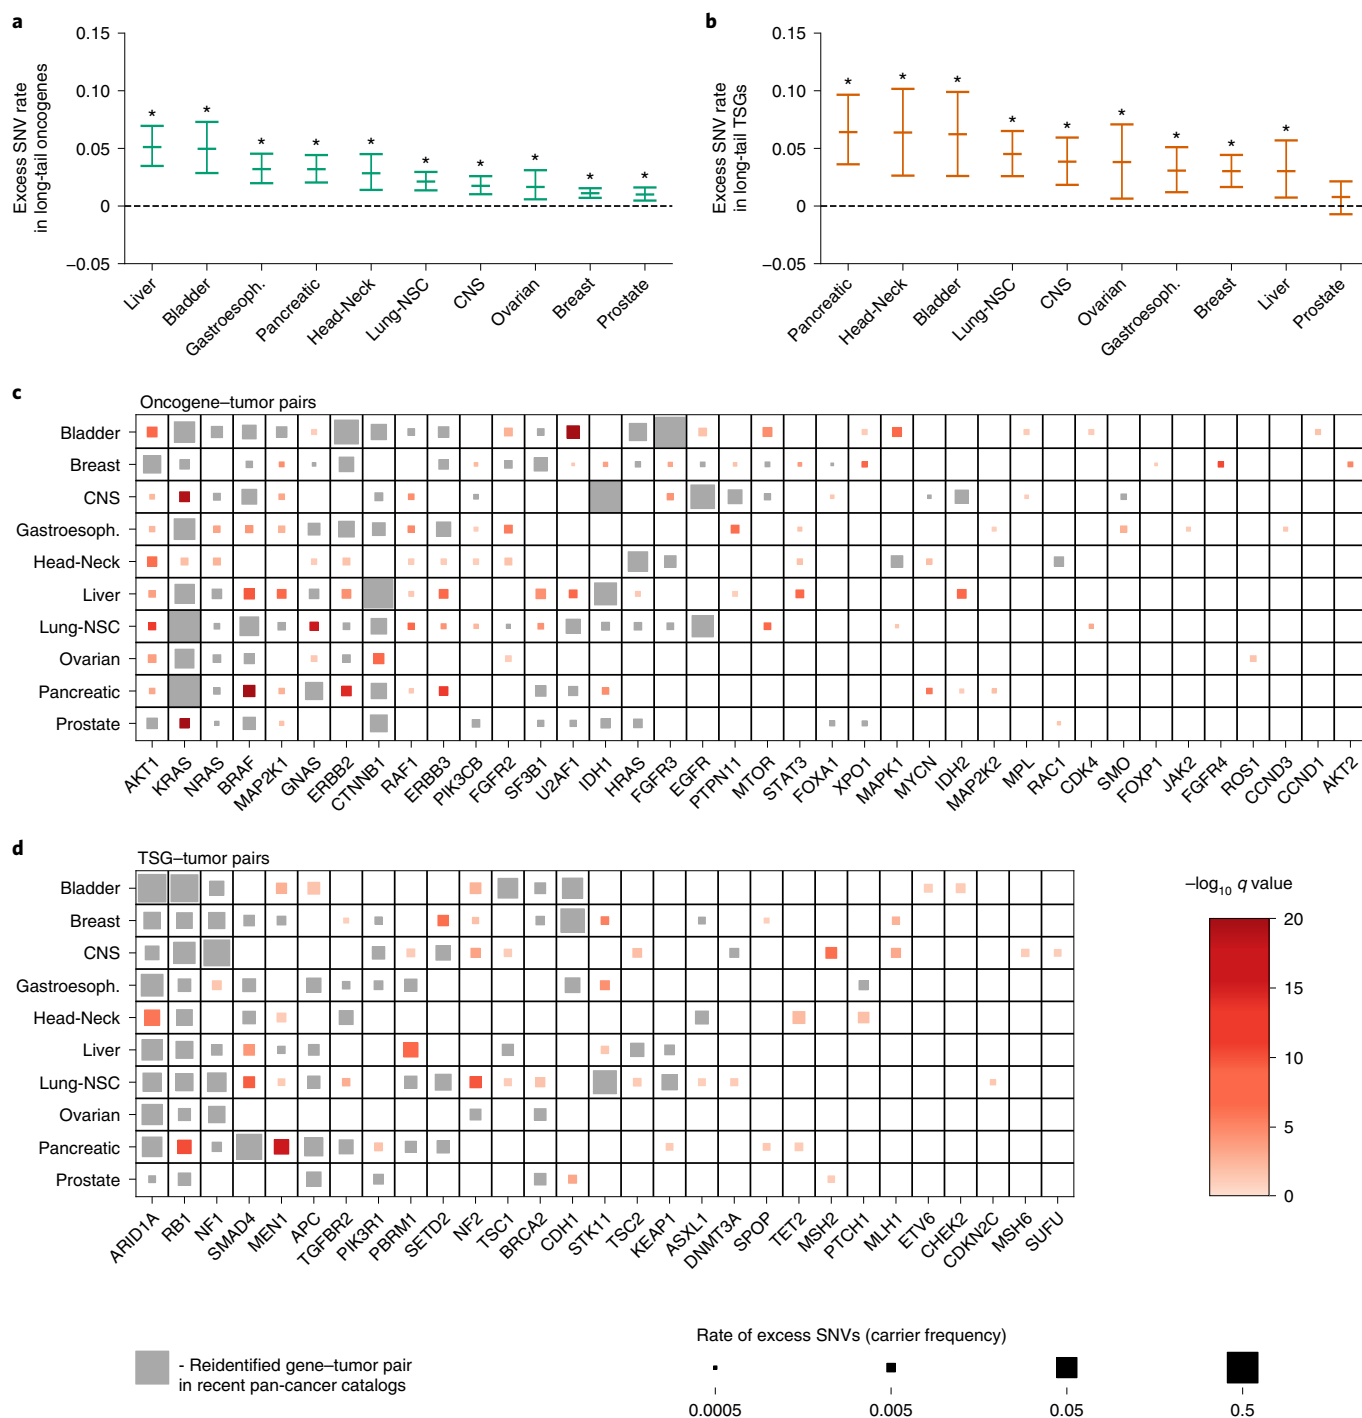 a
Excess SNV rate
in long-tail oncogenes
0.15
0.10
0.05
0
−0.05
*
*
*
*
*
*
*
*
*
*
Liver
Bladder
Gastroesoph.
Pancreatic
Head-Neck
Lung-NSC
CNS
Ovarian
Breast
Prostate
b
Excess SNV rate
in long-tail TSGs
0.15
0.10
0.05
0
−0.05
*
*
*
*
*
*
*
*
*
Pancreatic
Head-Neck
Bladder
Lung-NSC
CNS
Ovarian
Gastroesoph.
Breast
Liver
Prostate
c
Oncogene–tumor pairs
Bladder
Breast
CNS
Gastroesoph.
Head-Neck
Liver
Lung-NSC
Ovarian
Pancreatic
Prostate
AKT1
KRAS
NRAS
BRAF
MAP2K1
GNAS
ERBB2
CTNNB1
RAF1
ERBB3
PIK3CB
FGFR2
SF3B1
U2AF1
IDH1
HRAS
FGFR3
EGFR
PTPN11
MTOR
STAT3
FOXA1
XPO1
MAPK1
MYCN
IDH2
MAP2K2
MPL
RAC1
CDK4
SMO
FOXP1
JAK2
FGFR4
ROS1
CCND3
CCND1
AKT2
d
TSG–tumor pairs
Bladder
Breast
CNS
Gastroesoph.
Head-Neck
Liver
Lung-NSC
Ovarian
Pancreatic
Prostate
ARID1A
RB1
NF1
SMAD4
MEN1
APC
TGFBR2
PIK3R1
PBRM1
SETD2
NF2
TSC1
BRCA2
CDH1
STK11
TSC2
KEAP1
ASXL1
DNMT3A
SPOP
TET2
MSH2
PTCH1
MLH1
ETV6
CHEK2
CDKN2C
MSH6
SUFU
−log10 q value
20
15
10
5
0
- Reidentified gene–tumor pair
in recent pan-cancer catalogs
Rate of excess SNVs (carrier frequency)
0.0005
0.005
0.05
0.5